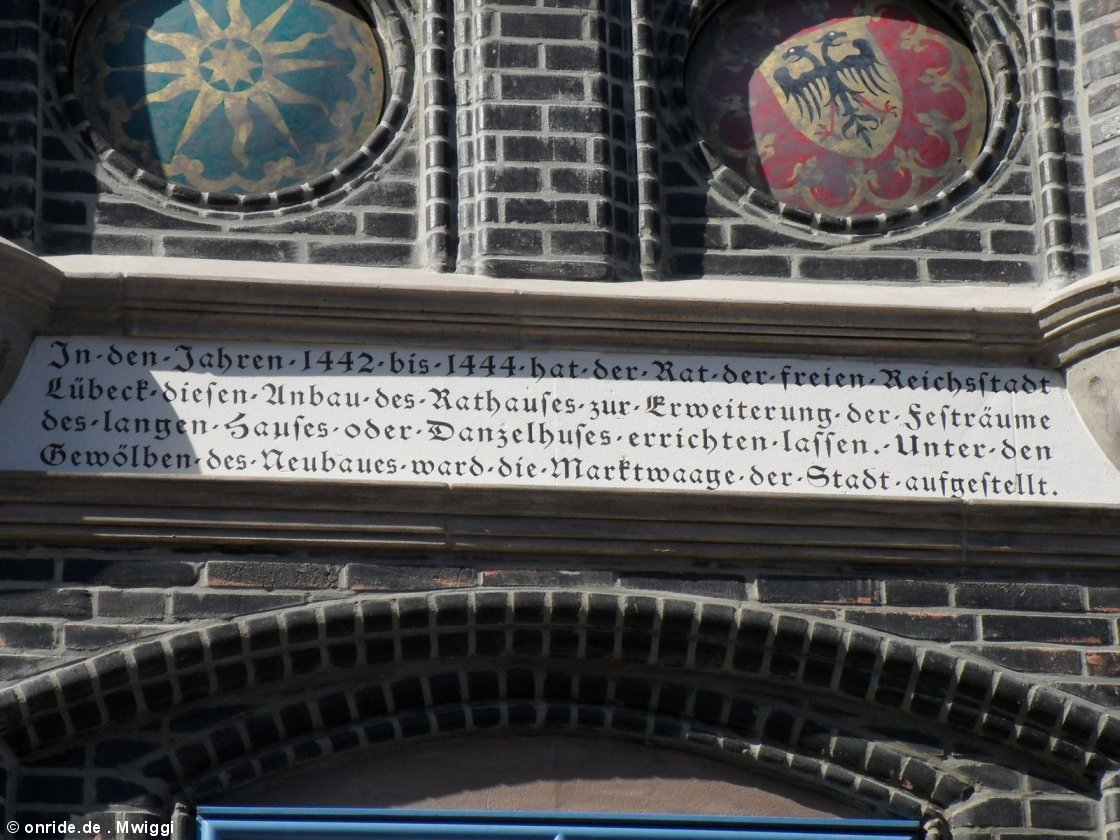 In·den·Jahren·1442·bis·1444·hat·der·Rat·der·freien·Reichsſtadt
Lübeck·dieſen·Anbau·des·Rathauſes·zur·Erweiterung·der·Feſträume
des·langen·Hauſes·oder·Danzelhuſes·errichten·laſſen.·Unter·den
Gewölben·des·Neubaues·ward·die·Marktwaage·der·Stadt·aufgeſtellt.
© onride.de . Mwiggi